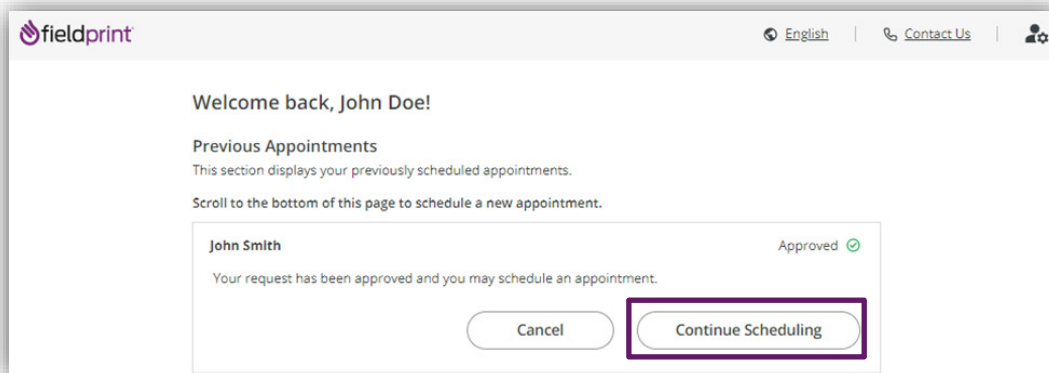 fieldprint
English | Contact Us |
Welcome back, John Doe!
Previous Appointments
This section displays your previously scheduled appointments.
Scroll to the bottom of this page to schedule a new appointment.
John Smith Approved
Your request has been approved and you may schedule an appointment.
Cancel Continue Scheduling